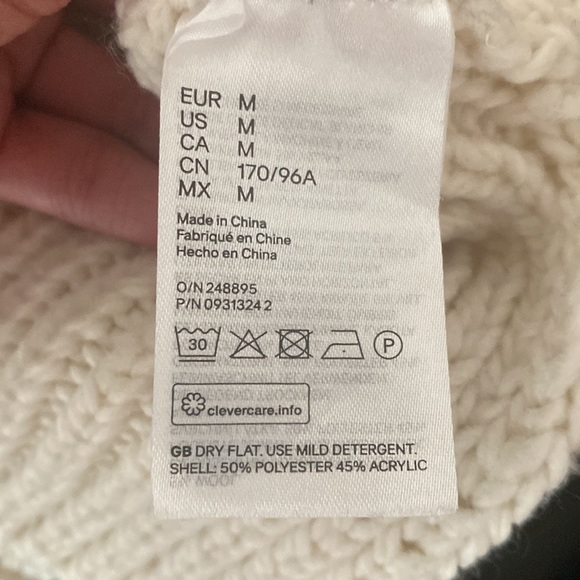 EUR M
US M
CA M
CN 170/96A
MX M
Made in China
Fabriqué en Chine
Hecho en China
O/N 248895
P/N 0931324 2
30
P
clevercare.info
GB DRY FLAT. USE MILD DETERGENT.
SHELL: 50% POLYESTER 45% ACRYLIC